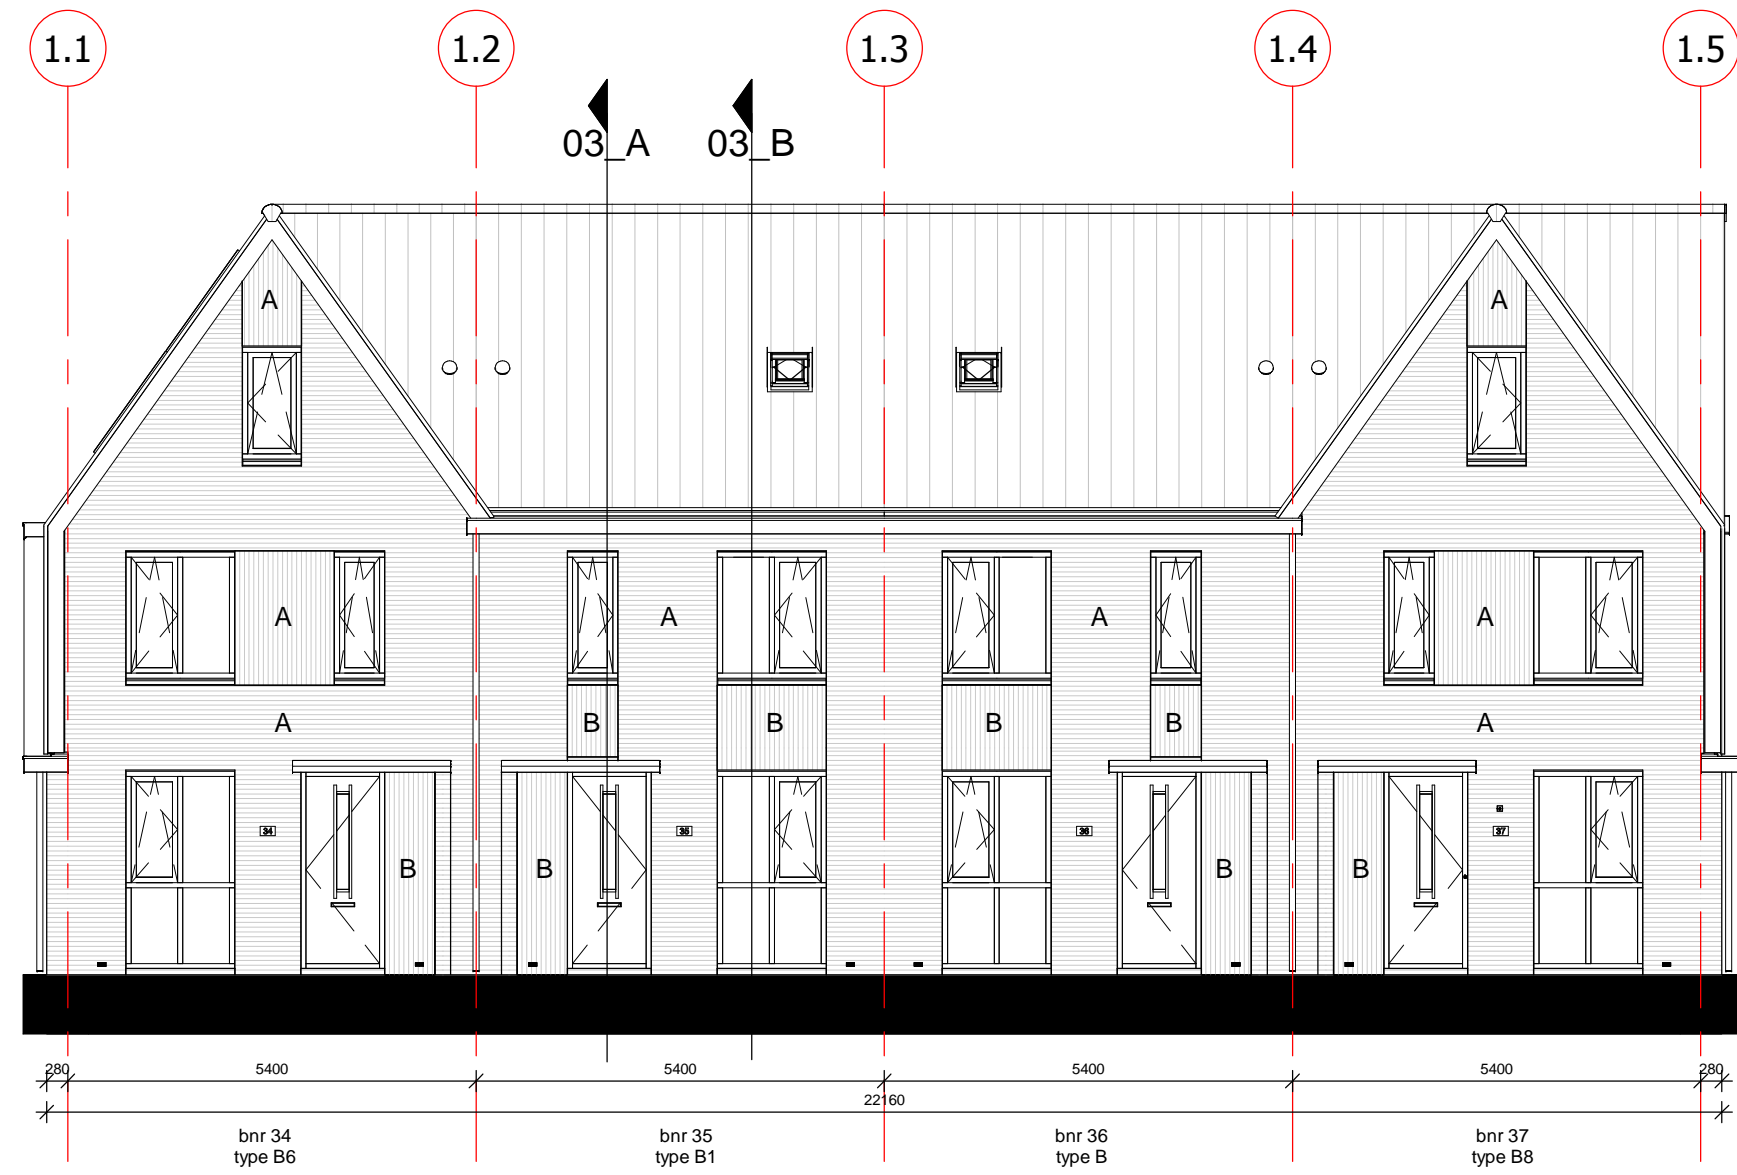 1.1 1.2 1.3 1.4 1.5
03_A 03_B
A A
A A A A
A B B B B A
34 35 36 37
B B B B
280 5400 5400 5400 5400 280
22160
bnr 34 bnr 35 bnr 36 bnr 37
type B6 type B1 type B type B8